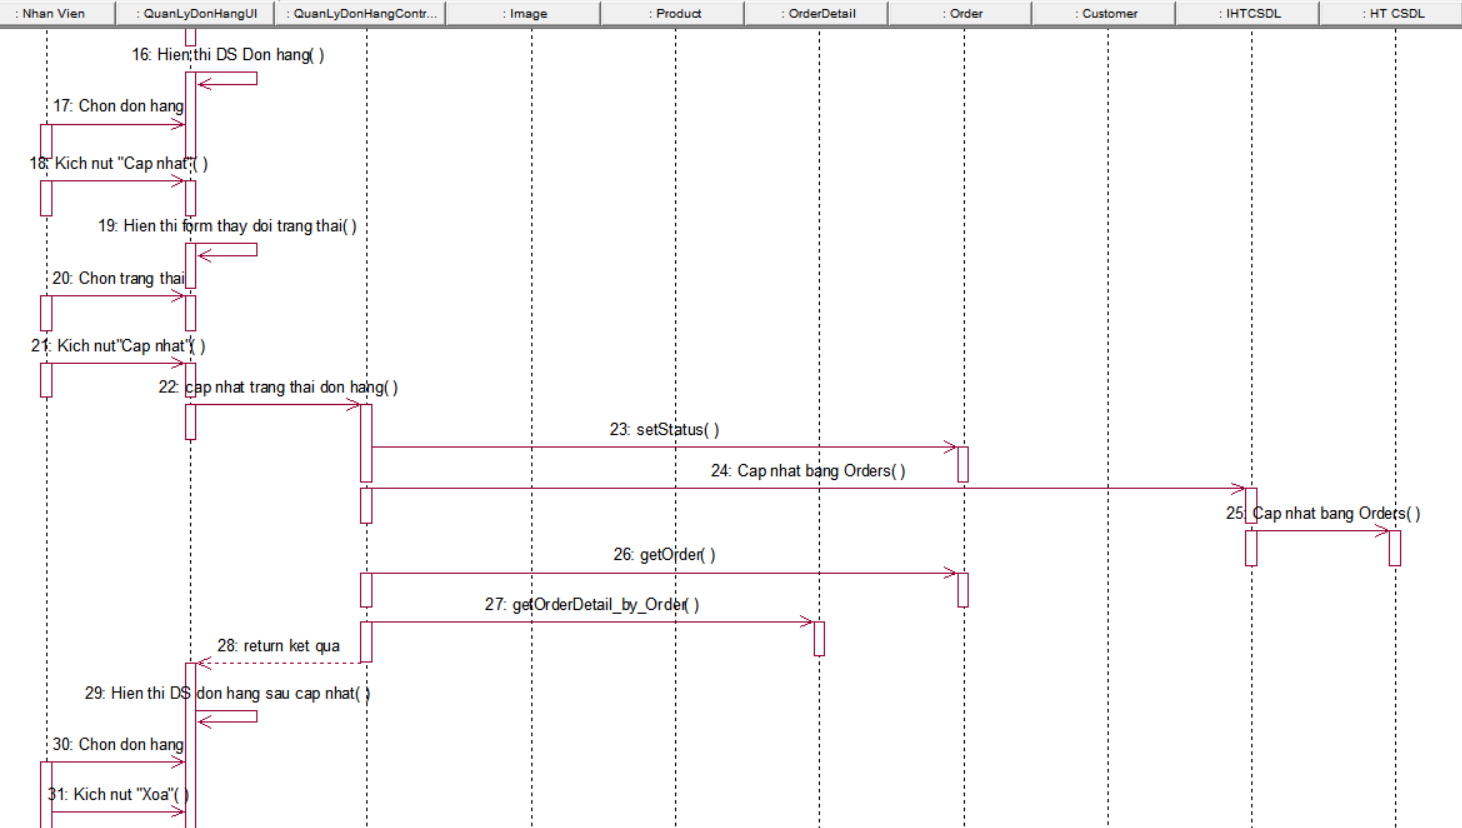 : Nhan Vien
: QuanLyDonHangUI
: QuanLyDonHangContr...
: Image
: Product
: OrderDetail
: Order
: Customer
: IHTCSDL
: HT CSDL
16: Hien thi DS Don hang( )
17: Chon don hang
18: Kich nut "Cap nhat"( )
19: Hien thi form thay doi trang thai( )
20: Chon trang thai
21: Kich nut"Cap nhat"( )
22: cap nhat trang thai don hang( )
23: setStatus( )
24: Cap nhat bang Orders( )
25: Cap nhat bang Orders( )
26: getOrder( )
27: getOrderDetail_by_Order( )
28: return ket qua
29: Hien thi DS don hang sau cap nhat( )
30: Chon don hang
31: Kich nut "Xoa"( )